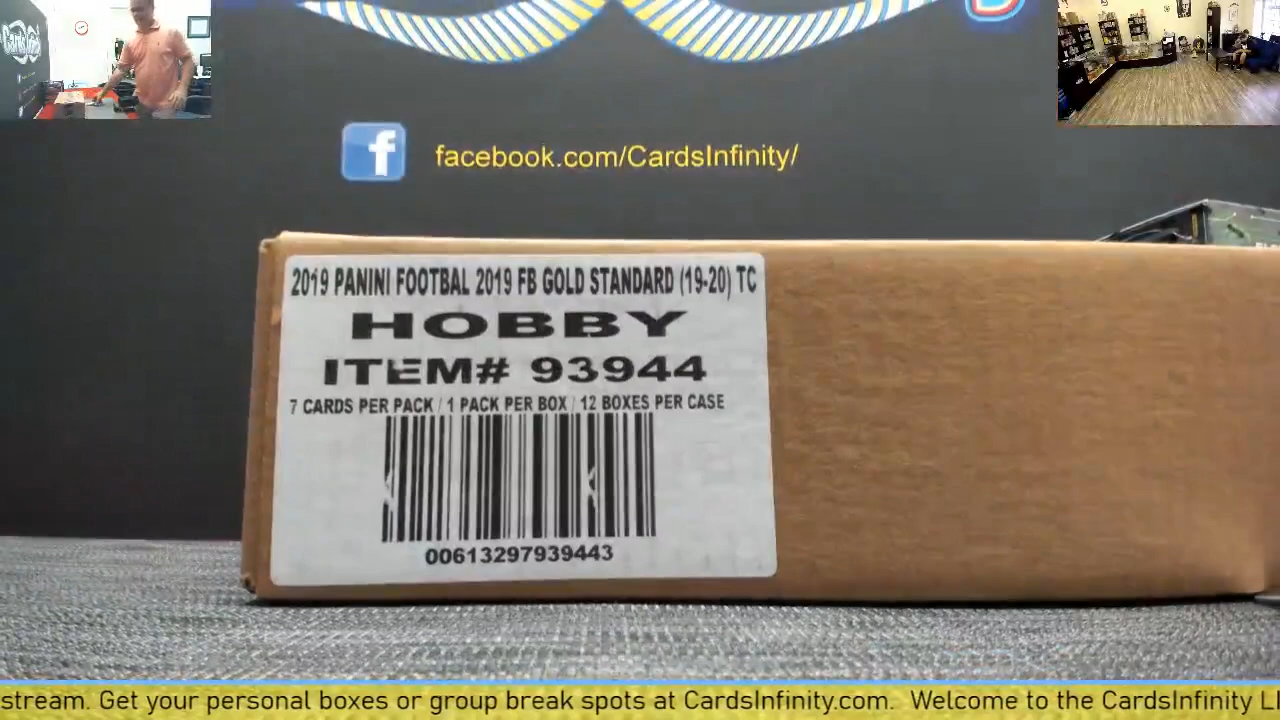 facebook.com/CardsInfinity/
2019 PANINI FOOTBAL 2019 FB GOLD STANDARD (19-20) TC
HOBBY
ITEM# 93944
7 CARDS PER PACK / 1 PACK PER BOX / 12 BOXES PER CASE
00613297939443
stream. Get your personal boxes or group break spots at CardsInfinity.com. Welcome to the CardsInfinity LI